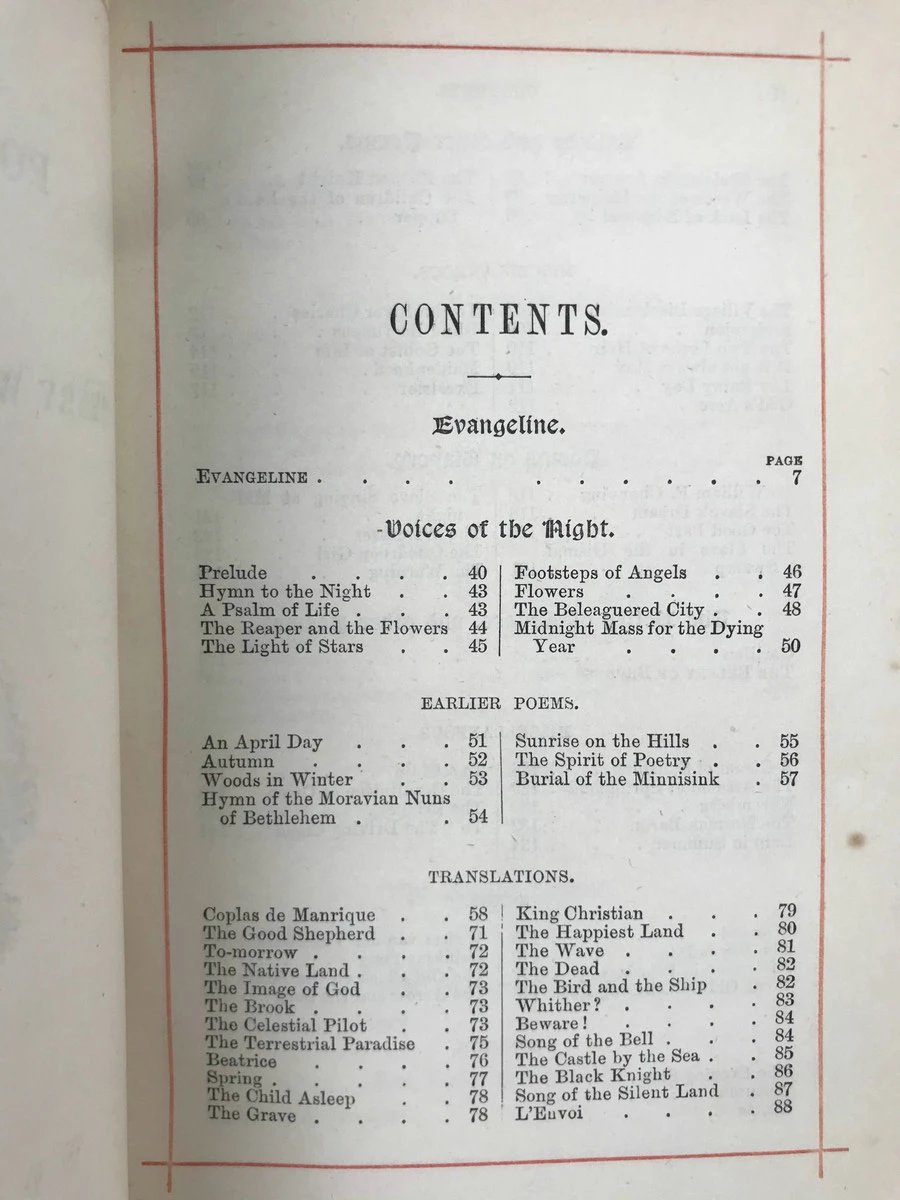 CONTENTS.
Evangeline.
PAGE
EVANGELINE . . . . . . . . . . 7
Voices of the Night.
Prelude . . . . 40
Hymn to the Night . . 43
A Psalm of Life . . . 43
The Reaper and the Flowers 44
The Light of Stars . . 45
Footsteps of Angels . . 46
Flowers . . . . 47
The Beleaguered City . . 48
Midnight Mass for the Dying
Year . . . . 50
EARLIER POEMS.
An April Day . . . 51
Autumn . . . . 52
Woods in Winter . . 53
Hymn of the Moravian Nuns
of Bethlehem . . 54
Sunrise on the Hills . . 55
The Spirit of Poetry . . 56
Burial of the Minnisink . 57
TRANSLATIONS.
Coplas de Manrique . . 58
The Good Shepherd . . 71
To-morrow . . . . 72
The Native Land . . . 72
The Image of God . . 73
The Brook . . . . 73
The Celestial Pilot . . 73
The Terrestrial Paradise . 75
Beatrice . . . . 76
Spring . . . . . 77
The Child Asleep . . 78
The Grave . . . . 78
King Christian . . . 79
The Happiest Land . . 80
The Wave . . . . 81
The Dead . . . . 82
The Bird and the Ship . 82
Whither? . . . . 83
Beware! . . . . 84
Song of the Bell . . . 84
The Castle by the Sea . . 85
The Black Knight . . 86
Song of the Silent Land . 87
L'Envoi . . . . 88